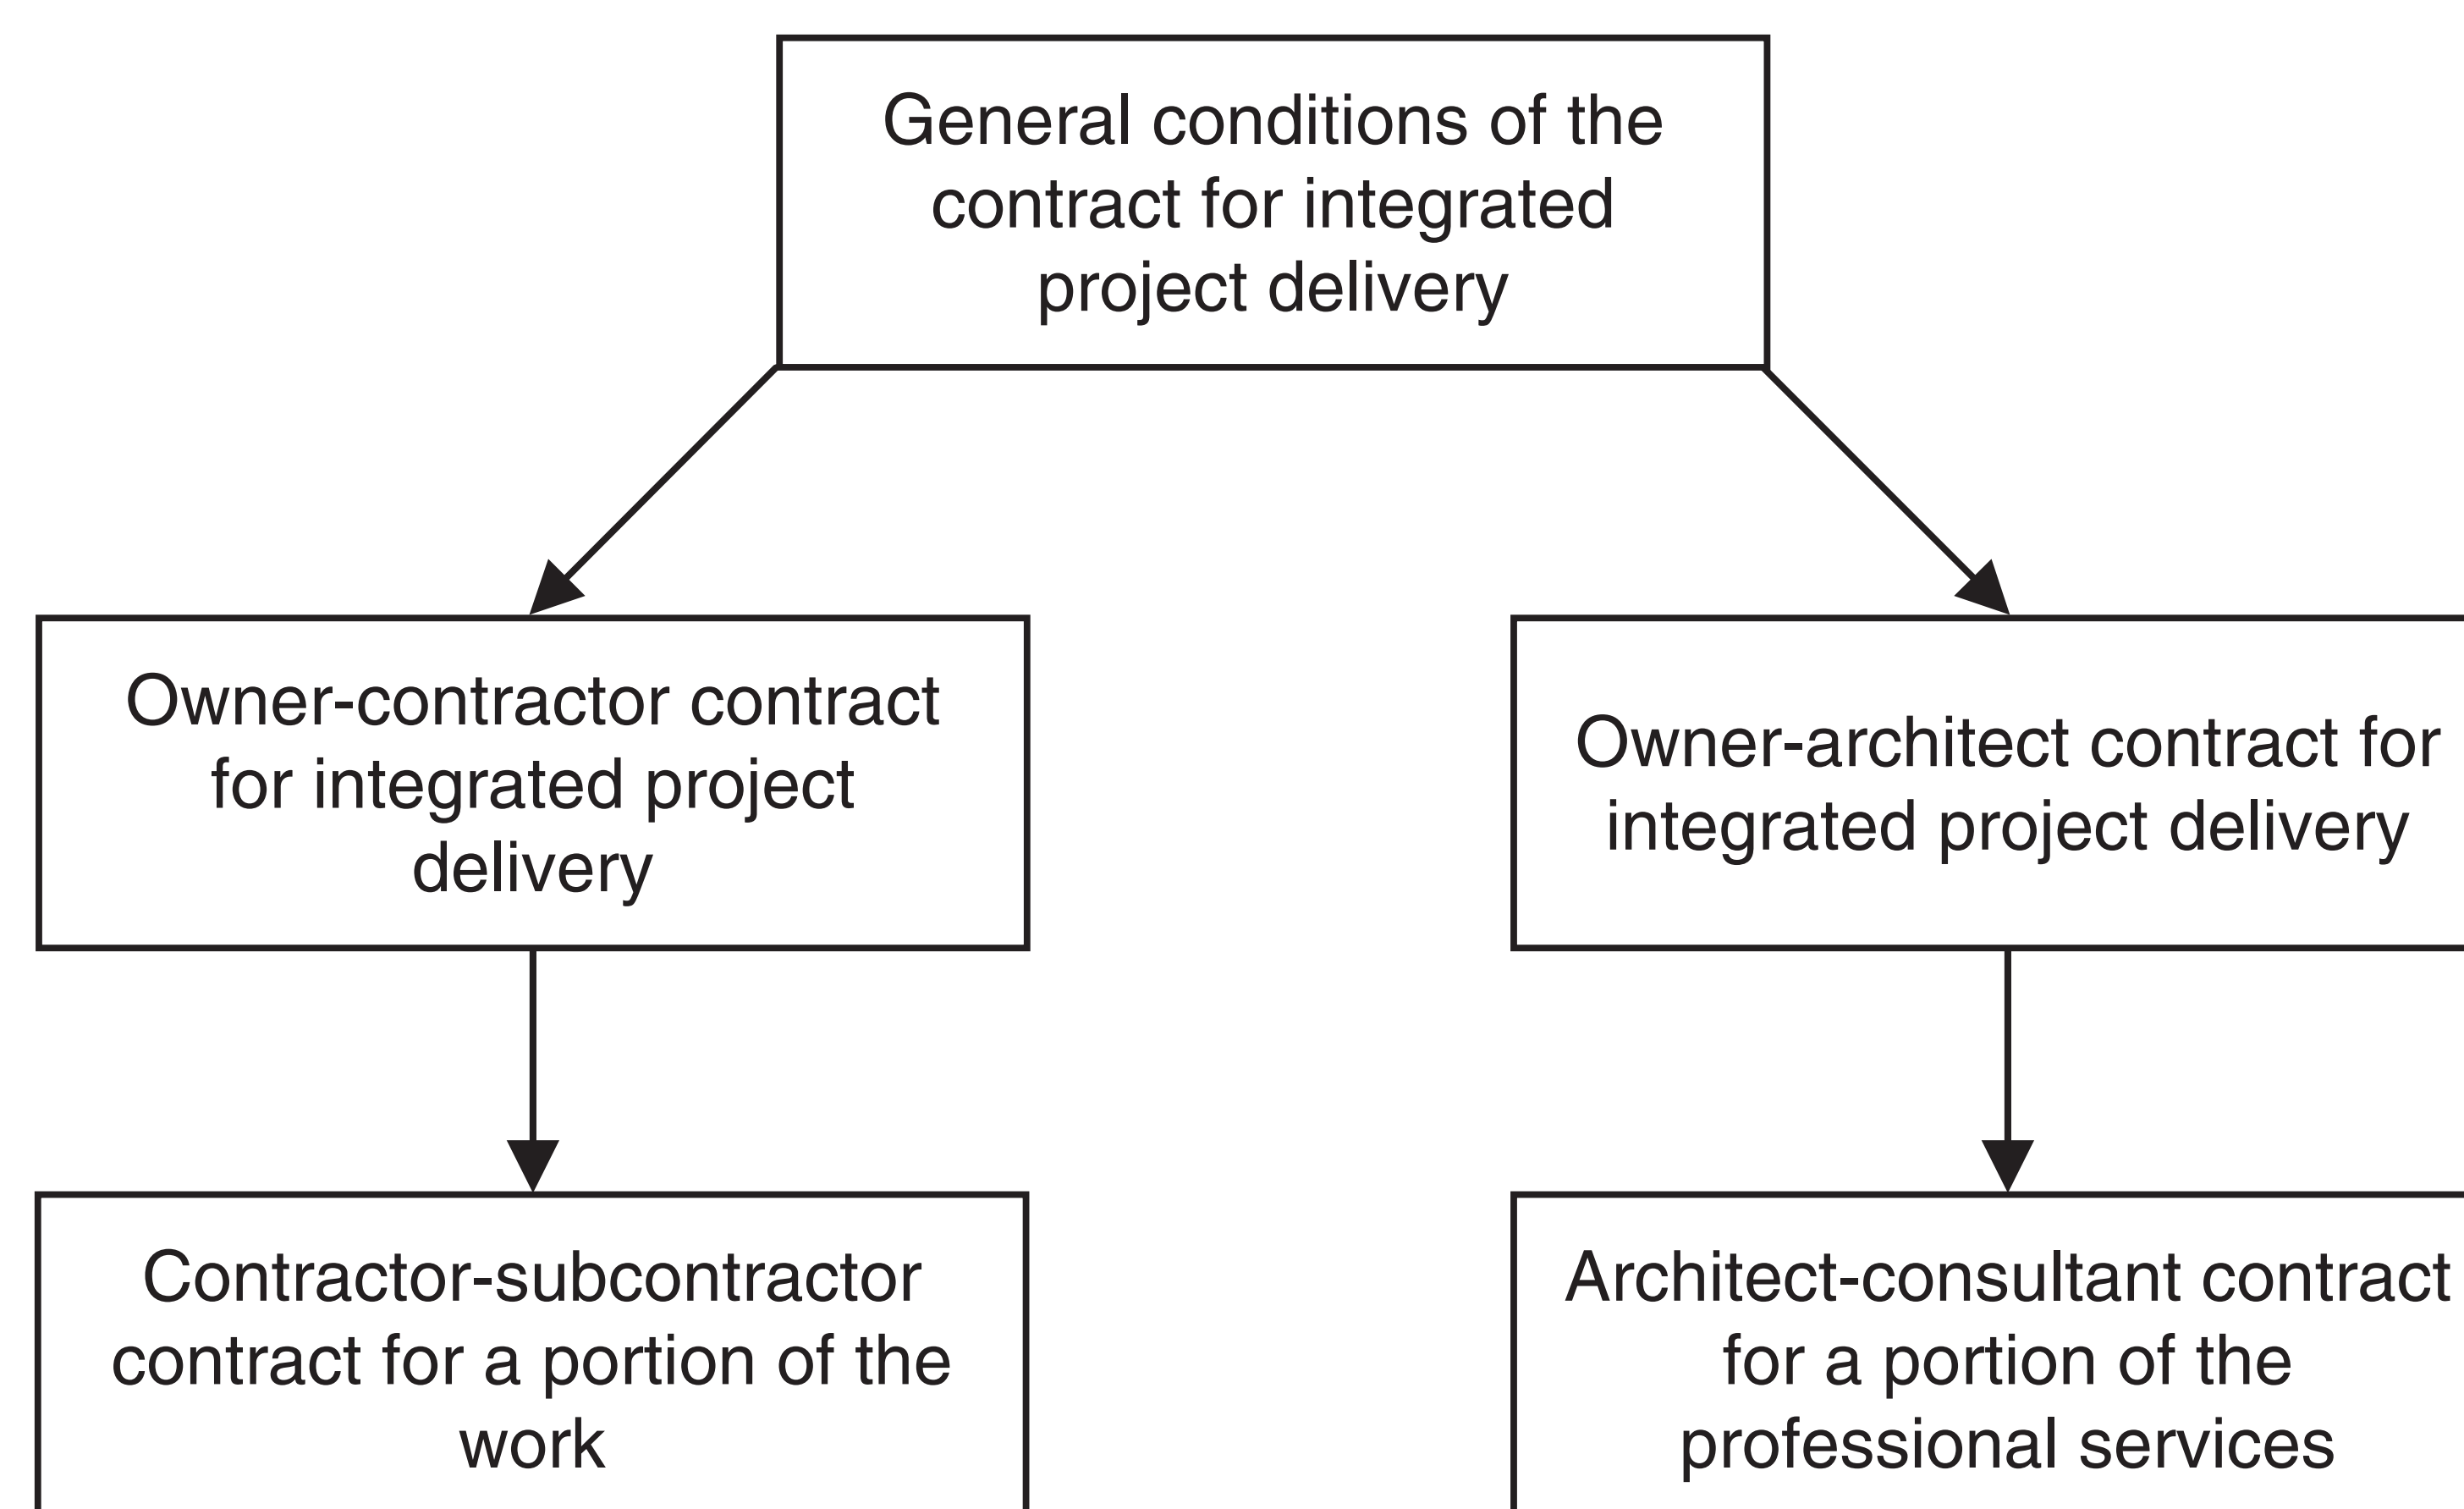 General conditions of the
contract for integrated
project delivery
Owner-contractor contract
for integrated project
delivery
Owner-architect contract for
integrated project delivery
Contractor-subcontractor
contract for a portion of the
work
Architect-consultant contract
for a portion of the
professional services